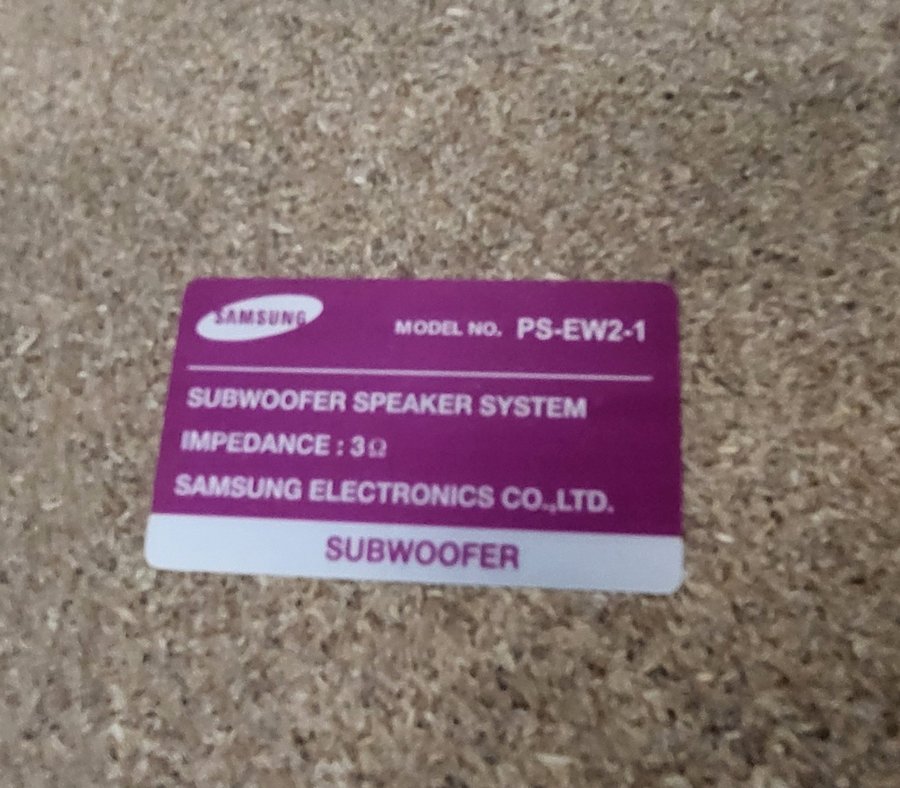 SAMSUNG
MODEL NO. PS-EW2-1
SUBWOOFER SPEAKER SYSTEM
IMPEDANCE : 3Ω
SAMSUNG ELECTRONICS CO.,LTD.
SUBWOOFER